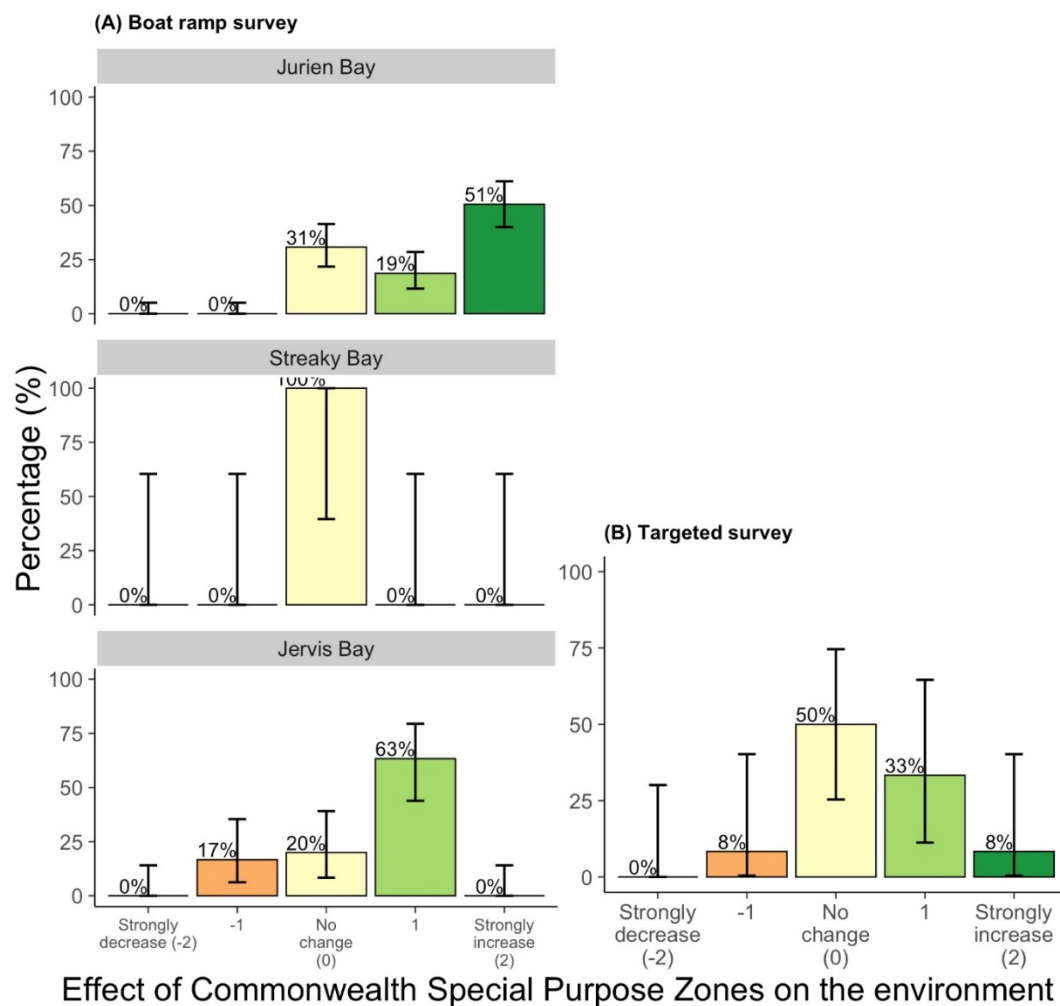 (A) Boat ramp survey
Jurien Bay
100
75
50
25
0
0%
0%
31%
19%
51%
Streaky Bay
100
75
50
25
0
0%
0%
100%
0%
0%
Jervis Bay
100
75
50
25
0
0%
17%
20%
63%
0%
Strongly
decrease (-2)
-1
No
change
(0)
1
Strongly
increase
(2)
Percentage (%)
(B) Targeted survey
100
75
50
25
0
0%
8%
50%
33%
8%
Strongly
decrease
(-2)
-1
No
change
(0)
1
Strongly
increase
(2)
Effect of Commonwealth Special Purpose Zones on the environment